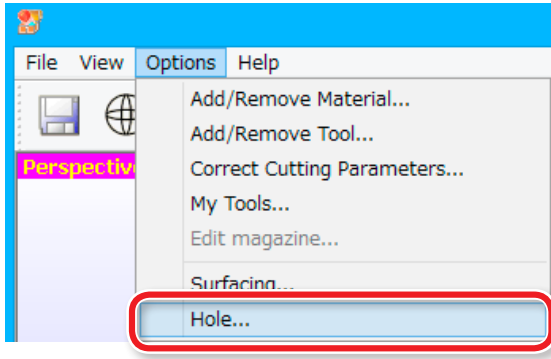 File View Options Help
Add/Remove Material...
Add/Remove Tool...
Perspectiv
Correct Cutting Parameters...
My Tools...
Edit magazine...
Surfacing...
Hole...